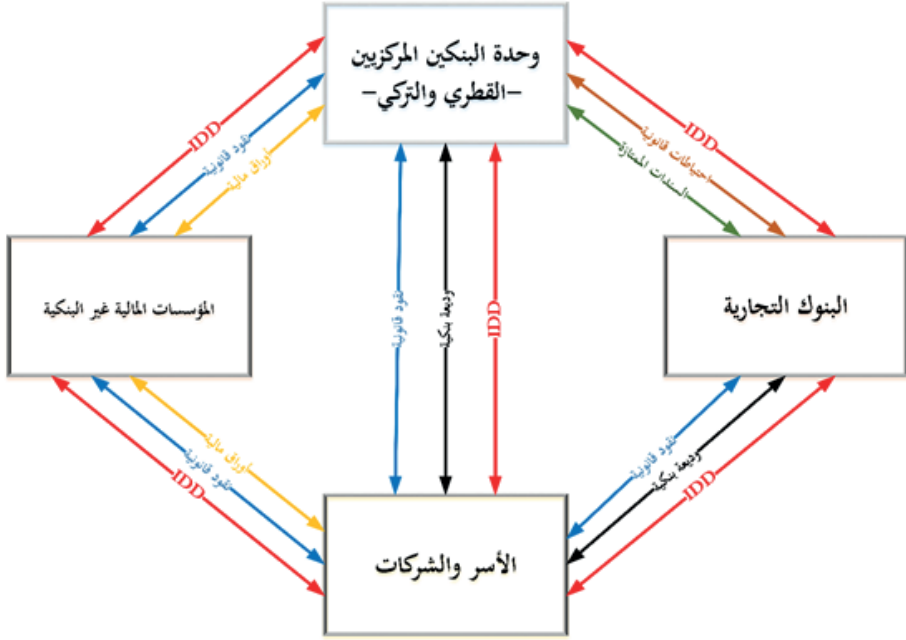 وحدة البنكين المركزيين
–القطري والتركي–
IDD
نقود قانونية
أوراق مالية
IDD
احتياطات قانونية
السندات الممتازة
المؤسسات المالية غير البنكية
نقود قانونية
وديعة بنكية
IDD
البنوك التجارية
أوراق مالية
نقود قانونية
IDD
نقود قانونية
وديعة بنكية
IDD
الأسر والشركات